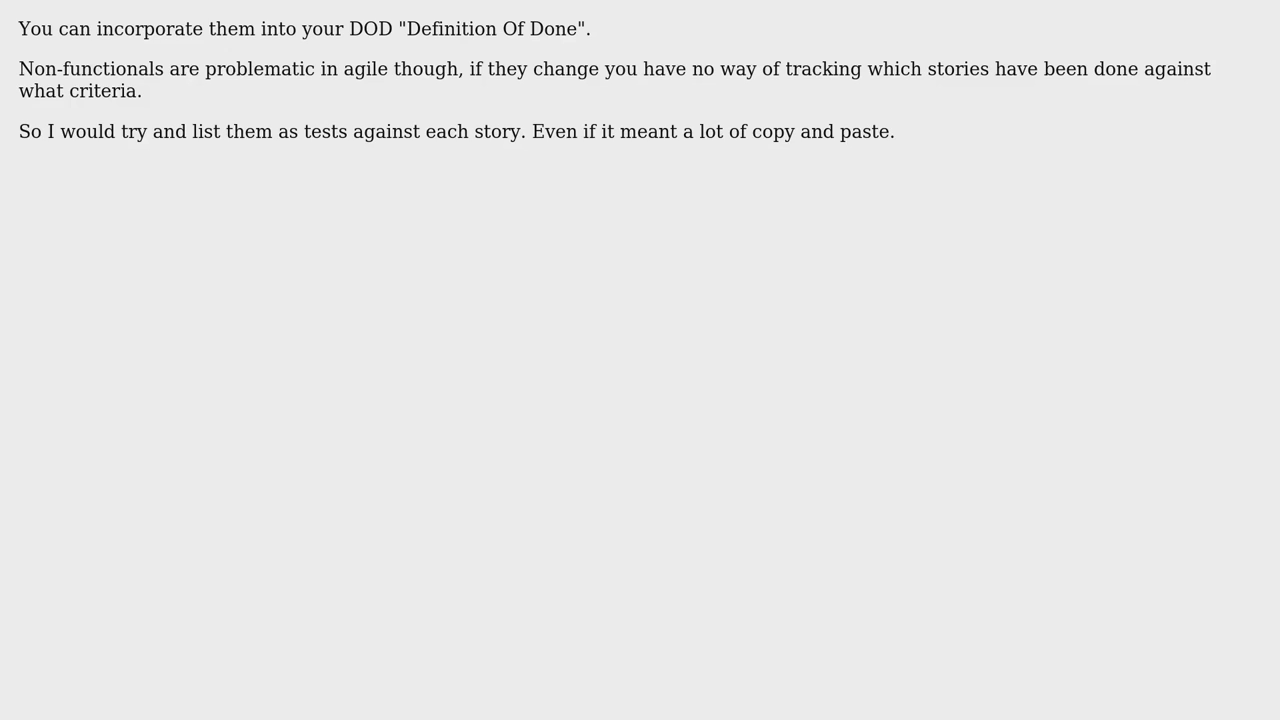 You can incorporate them into your DOD "Definition Of Done".
Non-functionals are problematic in agile though, if they change you have no way of tracking which stories have been done against
what criteria.
So I would try and list them as tests against each story. Even if it meant a lot of copy and paste.